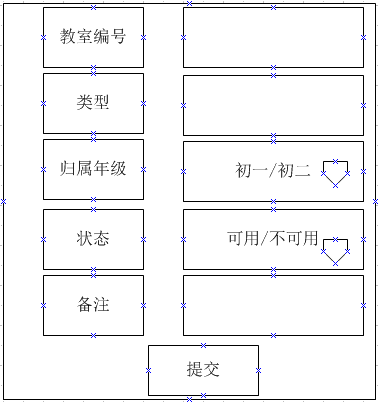 教室编号
类型
归属年级
初一/初二
状态
可用/不可用
备注
提交